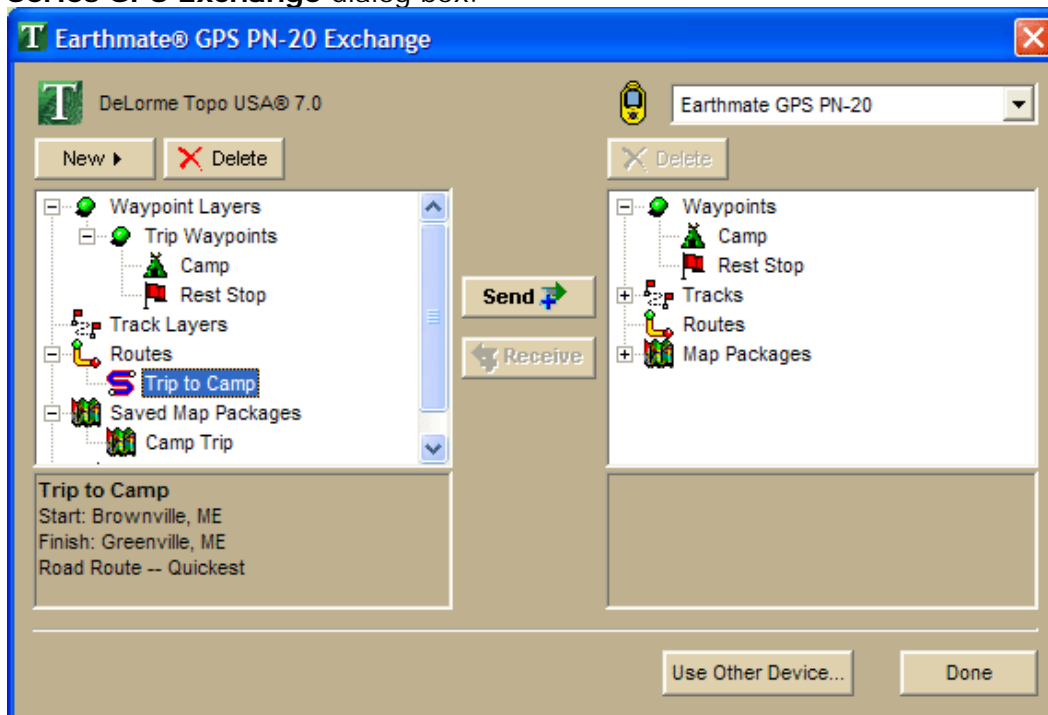 Series GPS Exchange dialog box.
T Earthmate® GPS PN-20 Exchange
T DeLorme Topo USA® 7.0
Earthmate GPS PN-20
New Delete
Delete
Waypoint Layers
Trip Waypoints
Camp
Rest Stop
Track Layers
Routes
Trip to Camp
Saved Map Packages
Camp Trip
Send
Receive
Waypoints
Camp
Rest Stop
Tracks
Routes
Map Packages
Trip to Camp
Start: Brownville, ME
Finish: Greenville, ME
Road Route -- Quickest
Use Other Device... Done